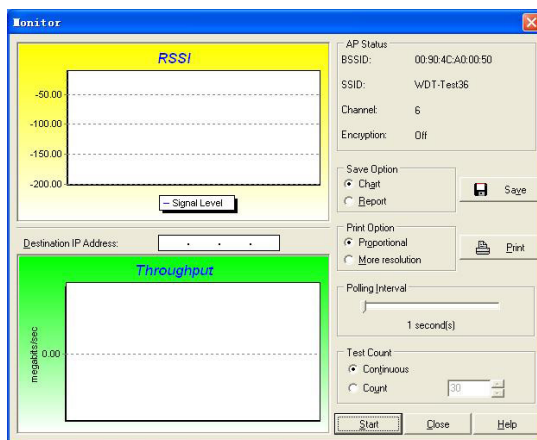 Monitor
RSSI
-50.00
-100.00
-150.00
-200.00
Signal Level
Destination IP Address: . . .
Throughput
megabits/sec
0.00
AP Status
BSSID: 00:90:4C:A0:00:50
SSID: WDT-Test36
Channel: 6
Encryption: Off
Save Option
Chart
Report
Save
Print Option
Proportional
More resolution
Print
Polling Interval
1 second(s)
Test Count
Continuous
Count 30
Start Close Help